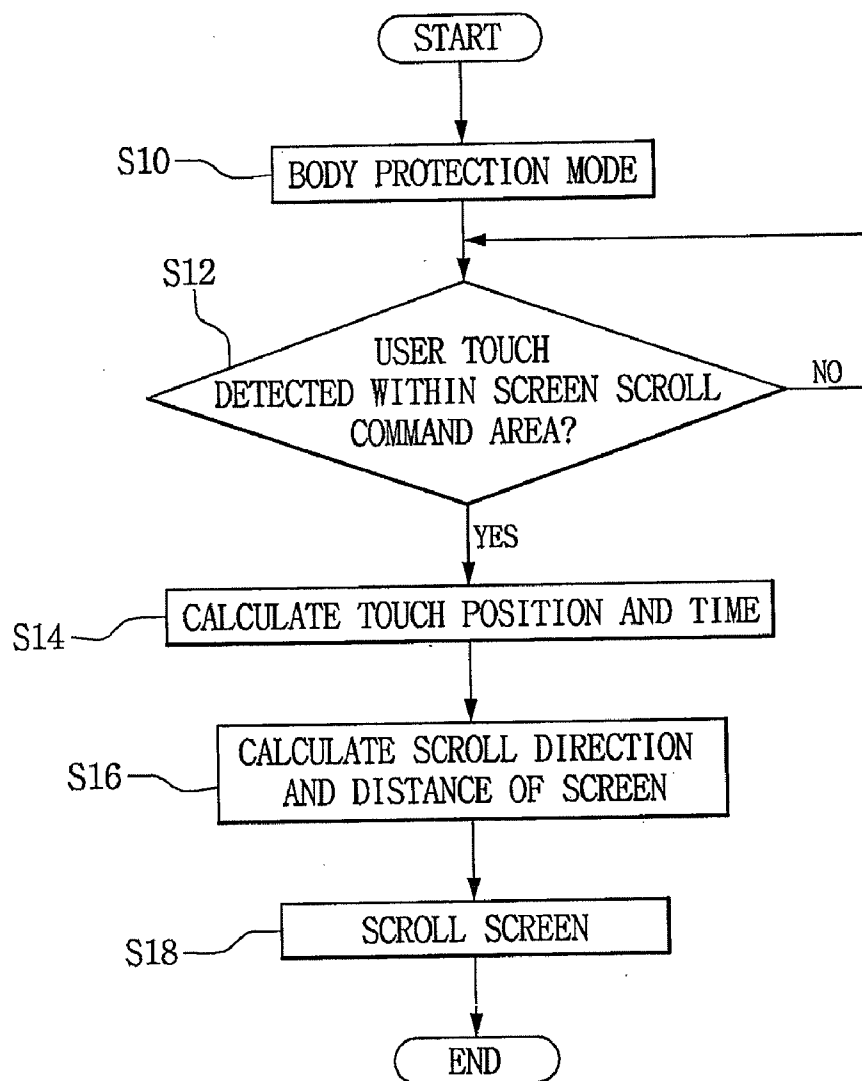 START
S10
BODY PROTECTION MODE
S12
USER TOUCH
DETECTED WITHIN SCREEN SCROLL
COMMAND AREA?
NO
YES
S14
CALCULATE TOUCH POSITION AND TIME
S16
CALCULATE SCROLL DIRECTION
AND DISTANCE OF SCREEN
S18
SCROLL SCREEN
END